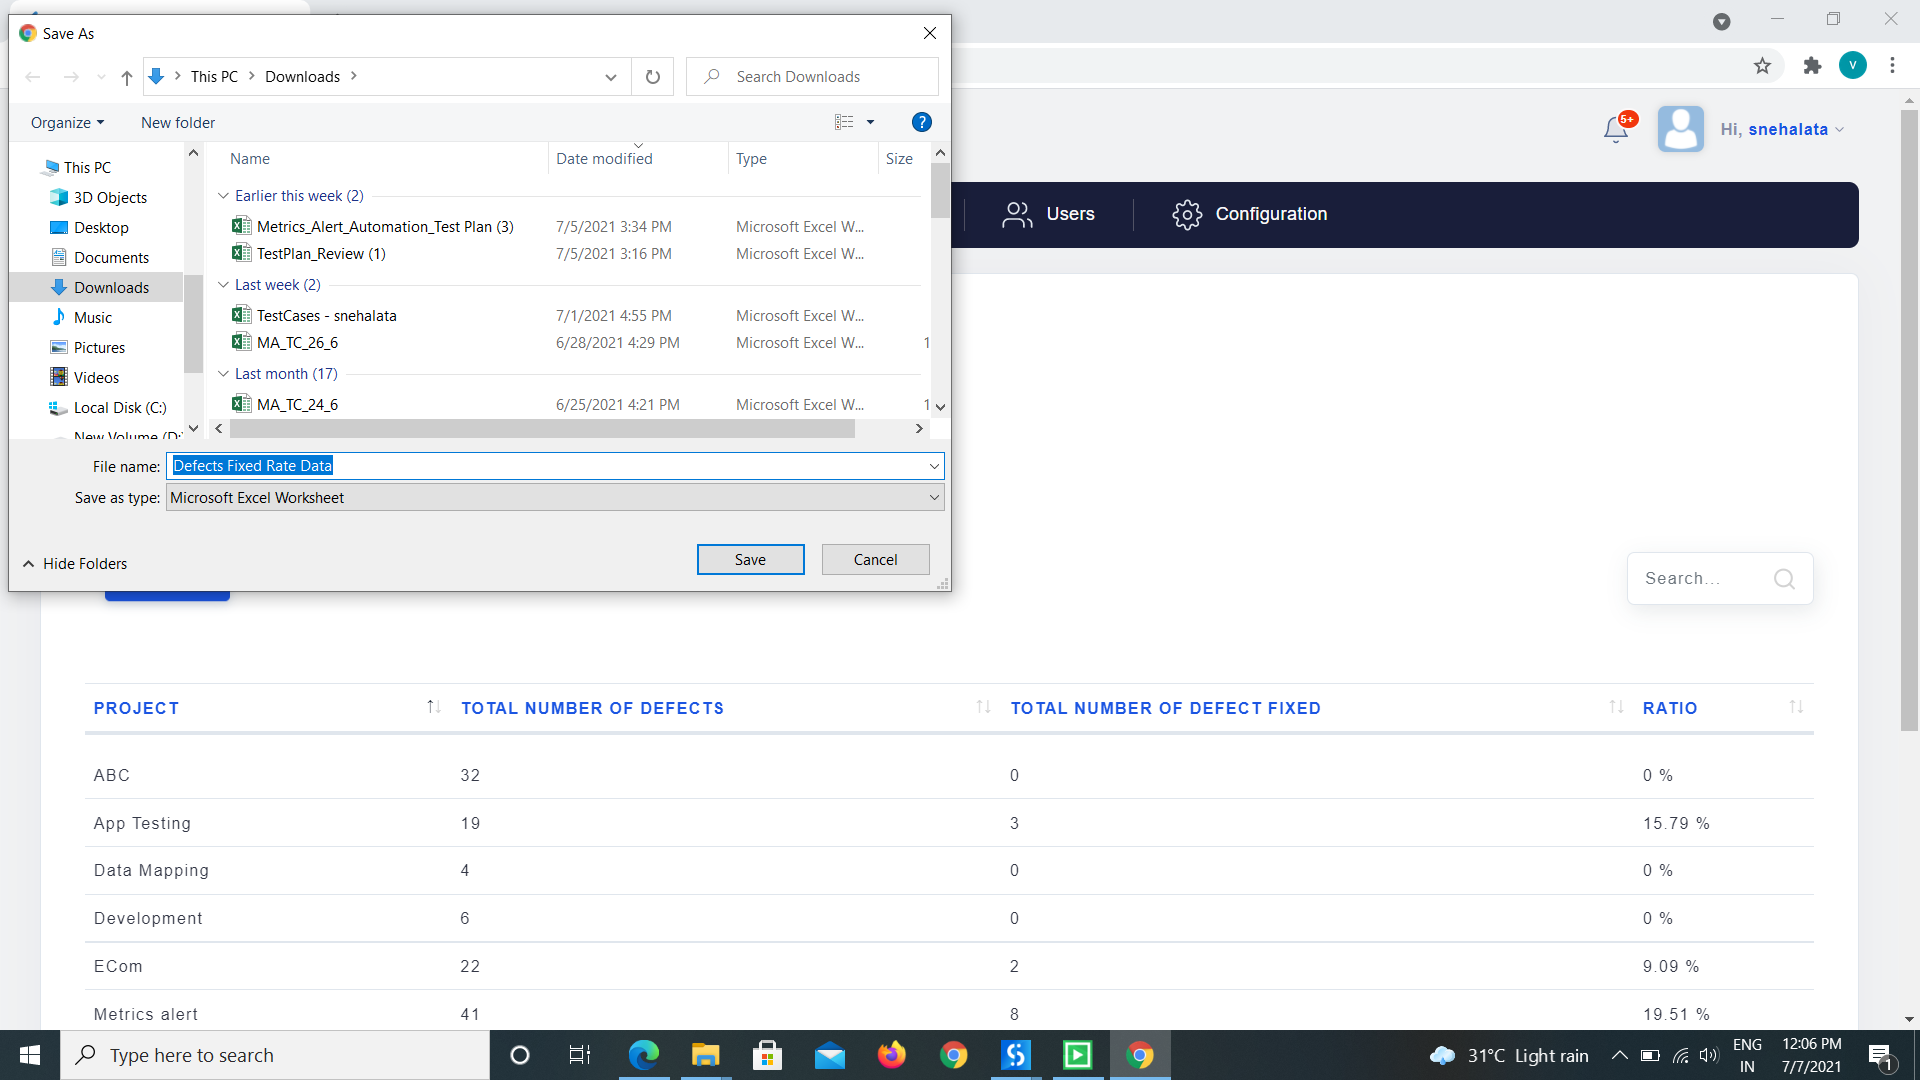 Save As
This PC
Downloads
Search Downloads
Organize
New folder
?
This PC
3D Objects
Desktop
Documents
Downloads
Music
Pictures
Videos
Local Disk (C:)
New Volume (D:
Name Date modified Type Size
Earlier this week (2)
Metrics_Alert_Automation_Test Plan (3) 7/5/2021 3:34 PM Microsoft Excel W...
TestPlan_Review (1) 7/5/2021 3:16 PM Microsoft Excel W...
Last week (2)
TestCases - snehalata 7/1/2021 4:55 PM Microsoft Excel W...
MA_TC_26_6 6/28/2021 4:29 PM Microsoft Excel W... 1
Last month (17)
MA_TC_24_6 6/25/2021 4:21 PM Microsoft Excel W... 1
File name: Defects Fixed Rate Data
Save as type: Microsoft Excel Worksheet
Hide Folders
Save
Cancel
V
5+
Hi, snehalata
Users
Configuration
Search...
PROJECT TOTAL NUMBER OF DEFECTS TOTAL NUMBER OF DEFECT FIXED RATIO
ABC 32 0 0 %
App Testing 19 3 15.79 %
Data Mapping 4 0 0 %
Development 6 0 0 %
ECom 22 2 9.09 %
Metrics alert 41 8 19.51 %
Type here to search
31°C Light rain
ENG
IN
12:06 PM
7/7/2021
1